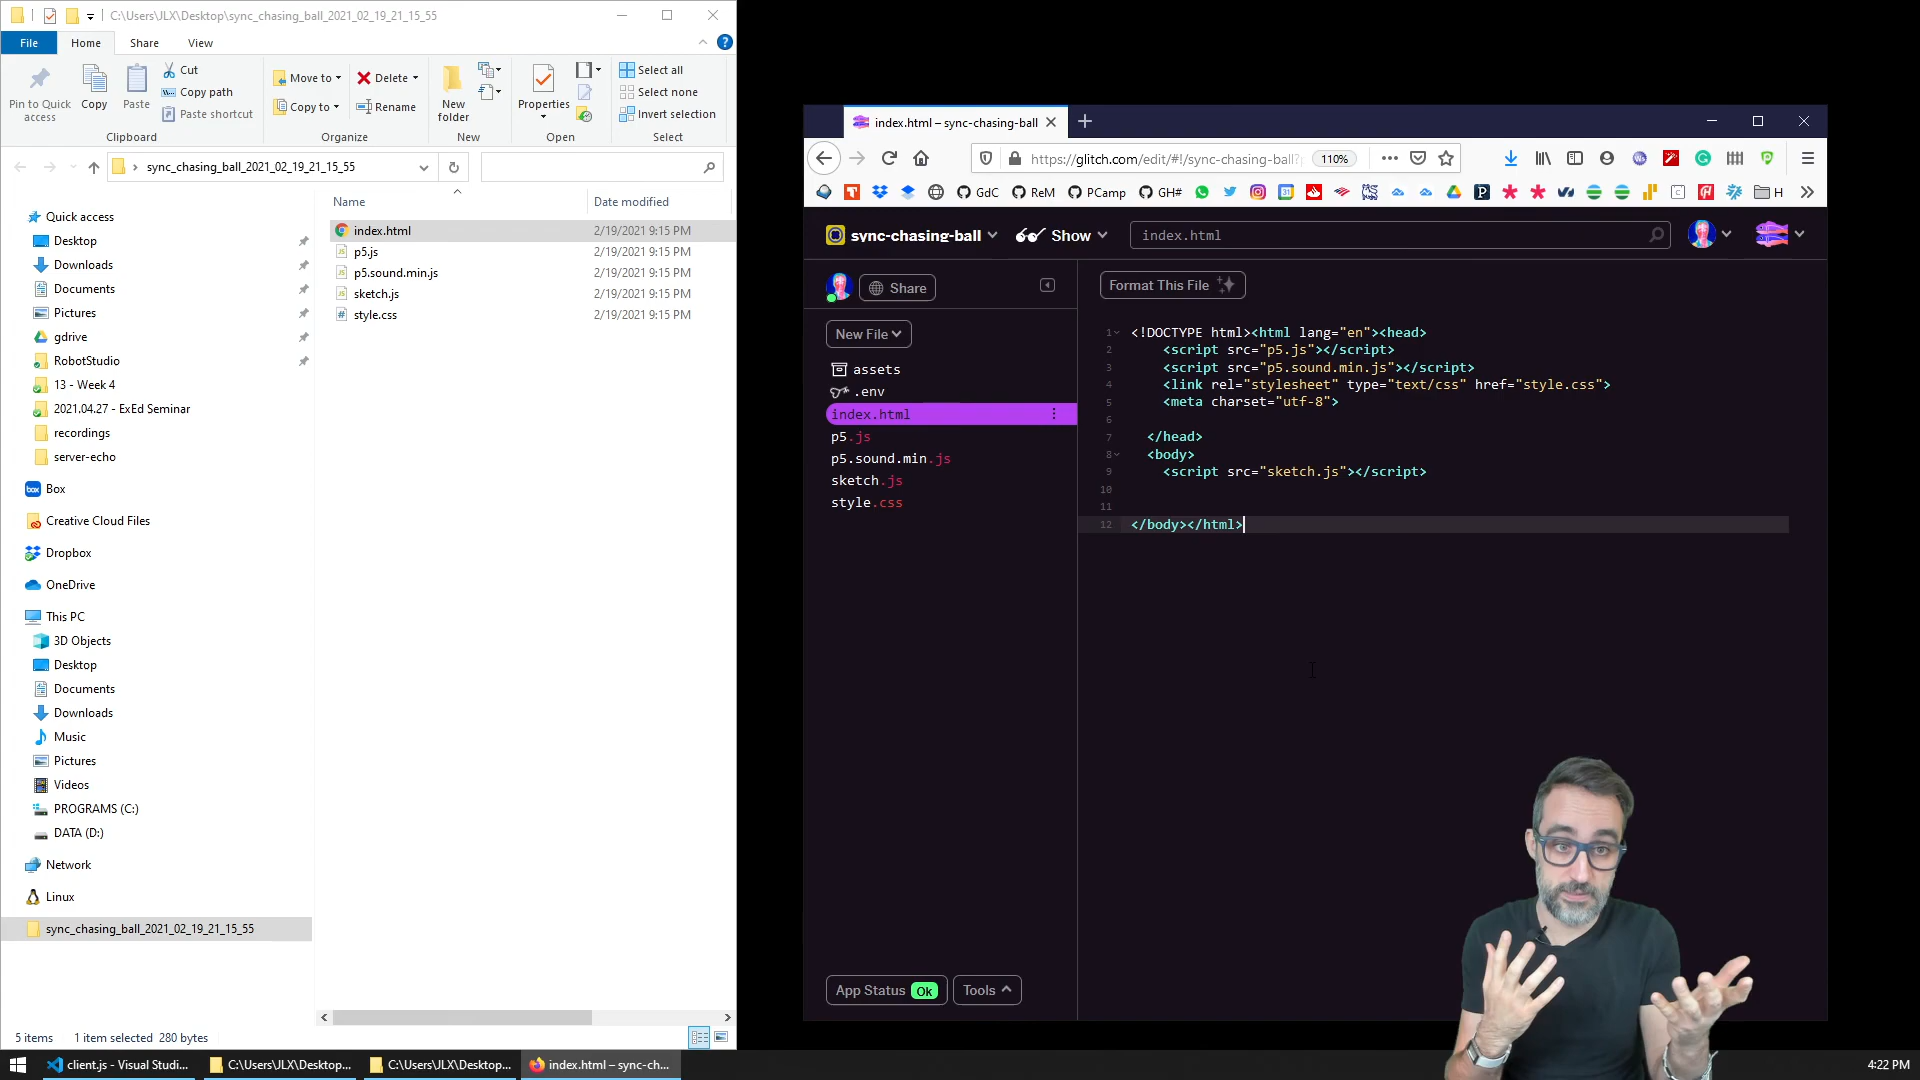 C:\Users\JLX\Desktop\sync_chasing_ball_2021_02_19_21_15_55
File Home Share View
Pin to Quick access
Copy
Paste
Cut
Copy path
Paste shortcut
Clipboard
Move to
Copy to
Delete
Rename
Organize
New folder
New
Properties
Open
Select all
Select none
Invert selection
Select
sync_chasing_ball_2021_02_19_21_15_55
Quick access
Desktop
Downloads
Documents
Pictures
gdrive
RobotStudio
13 - Week 4
2021.04.27 - ExEd Seminar
recordings
server-echo
Box
Creative Cloud Files
Dropbox
OneDrive
This PC
3D Objects
Desktop
Documents
Downloads
Music
Pictures
Videos
PROGRAMS (C:)
DATA (D:)
Network
Linux
sync_chasing_ball_2021_02_19_21_15_55
Name Date modified
index.html 2/19/2021 9:15 PM
p5.js 2/19/2021 9:15 PM
p5.sound.min.js 2/19/2021 9:15 PM
sketch.js 2/19/2021 9:15 PM
style.css 2/19/2021 9:15 PM
5 items 1 item selected 280 bytes
index.html – sync-chasing-ball
https://glitch.com/edit/#!/sync-chasing-ball?
110%
GdC ReM PCamp GH# H
sync-chasing-ball Show index.html
Share
New File
assets
.env
index.html
p5.js
p5.sound.min.js
sketch.js
style.css
App Status Ok Tools
Format This File
1 <!DOCTYPE html><html lang="en"><head>
2 <script src="p5.js"></script>
3 <script src="p5.sound.min.js"></script>
4 <link rel="stylesheet" type="text/css" href="style.css">
5 <meta charset="utf-8">
6
7 </head>
8 <body>
9 <script src="sketch.js"></script>
10
11
12 </body></html>
client.js - Visual Studi...
C:\Users\JLX\Desktop...
C:\Users\JLX\Desktop...
index.html – sync-ch...
4:22 PM